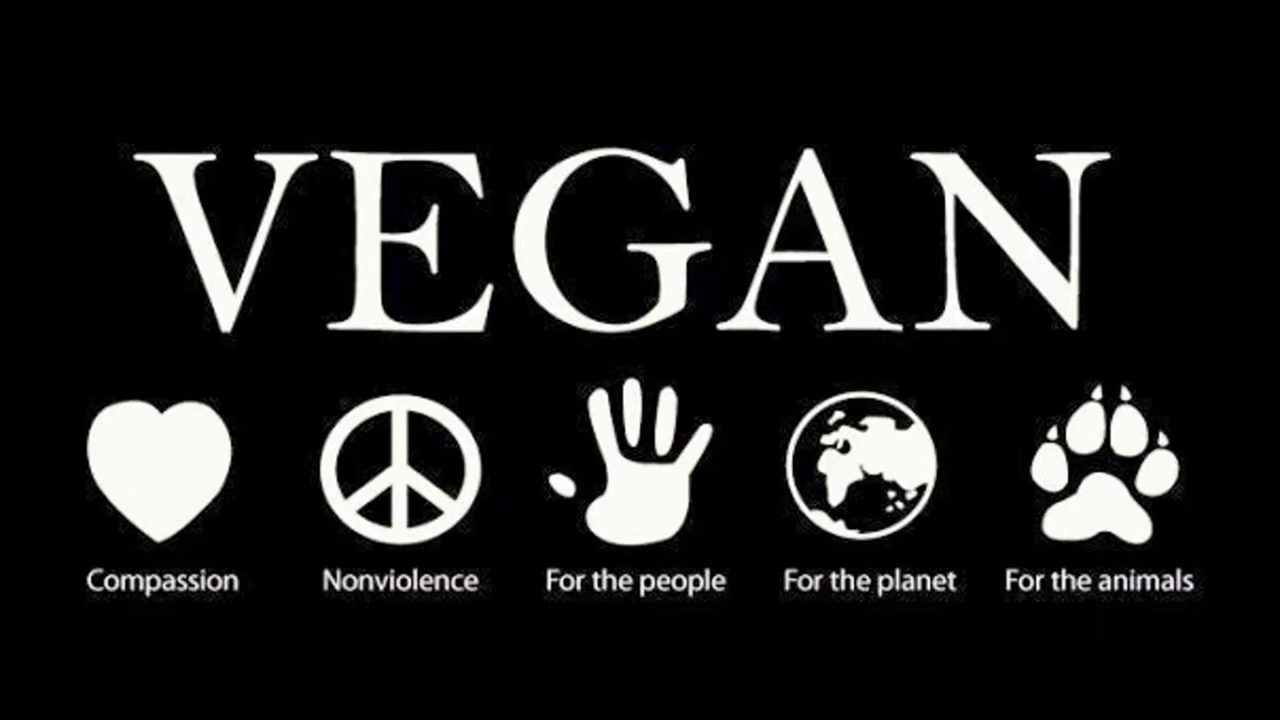 VEGAN
Compassion Nonviolence For the people For the planet For the animals